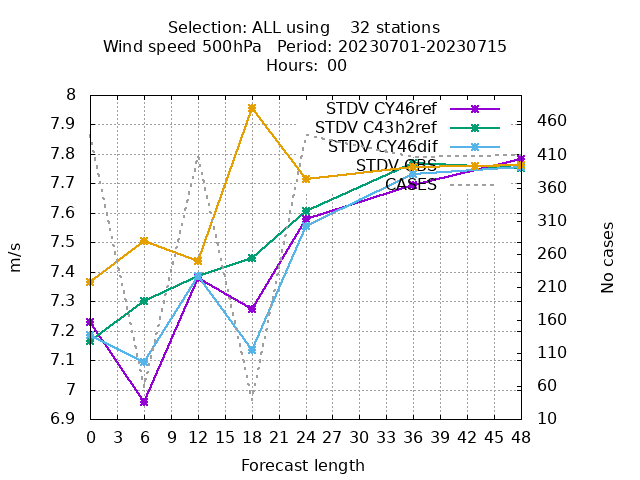 Selection: ALL using    32 stations
Wind speed 500hPa   Period: 20230701-20230715
Hours:  00
STDV CY46ref
STDV C43h2ref
STDV CY46dif
STDV OBS
CASES
8
7.9
7.8
7.7
7.6
7.5
7.4
7.3
7.2
7.1
7
6.9
m/s
460
410
360
310
260
210
160
110
60
10
No cases
0 3 6 9 12 15 18 21 24 27 30 33 36 39 42 45 48
Forecast length